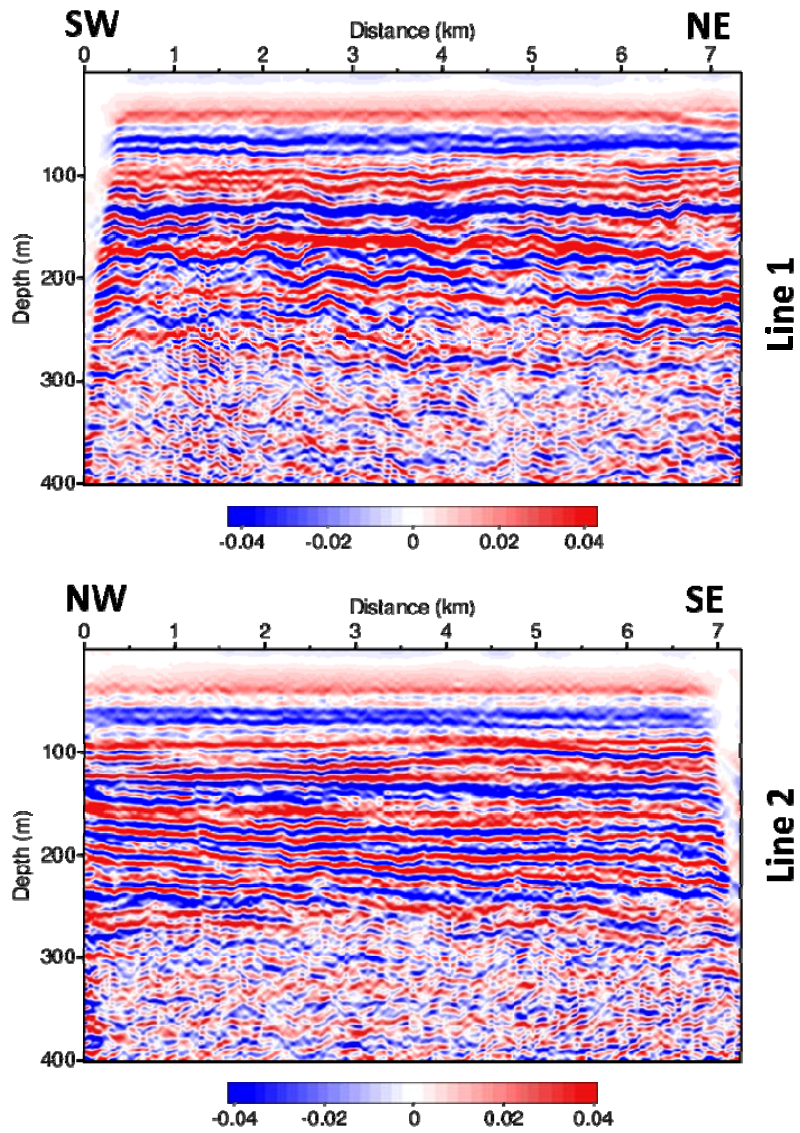 SW Distance (km) NE
0 1 2 3 4 5 6 7
100
200
300
400
Depth (m)
Line 1
-0.04 -0.02 0 0.02 0.04
NW Distance (km) SE
0 1 2 3 4 5 6 7
100
200
300
400
Depth (m)
Line 2
-0.04 -0.02 0 0.02 0.04